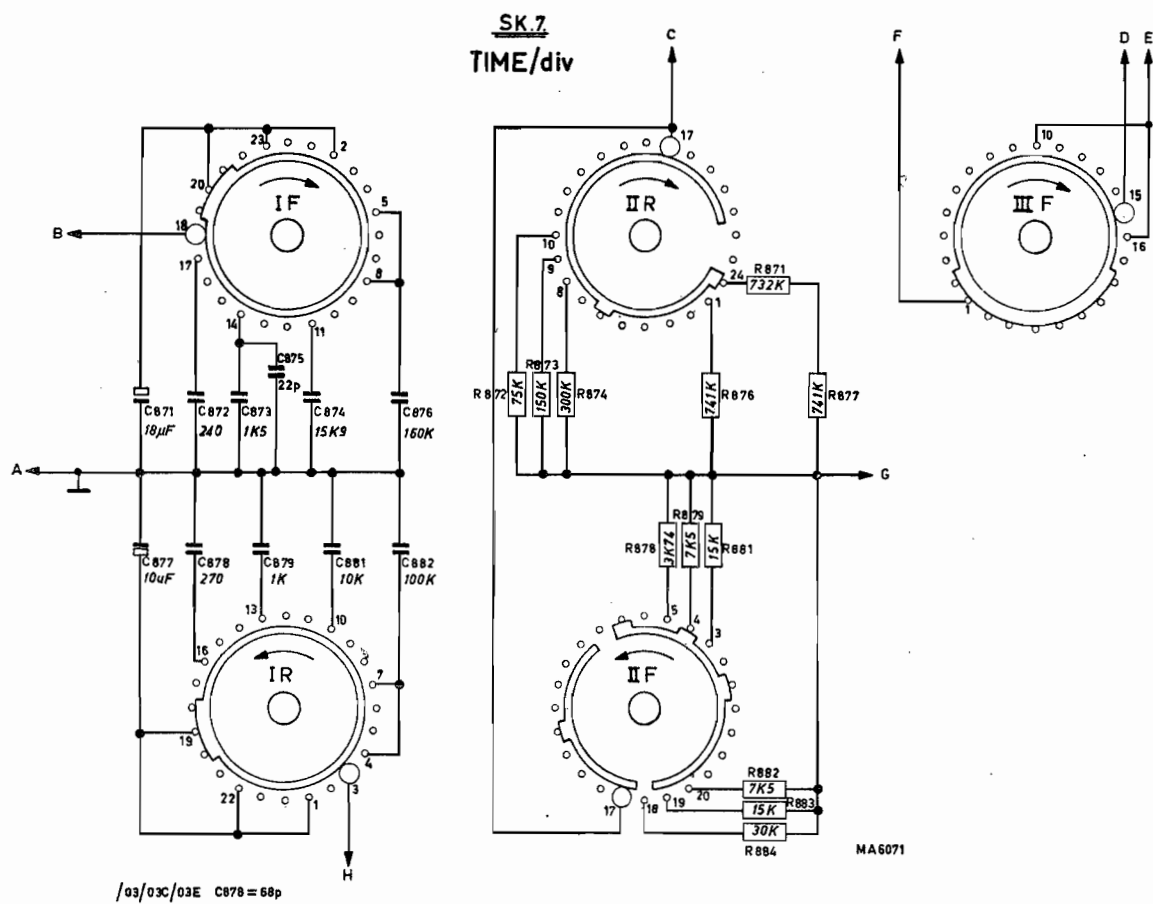 SK.7.
TIME/div
C
F
D
E
B
A
G
H
I F
23
2
20
5
18
17
8
14
11
C875
22p
C871
18µF
C872
240
C873
1K5
C874
15K9
C876
160K
C877
10uF
C878
270
C879
1K
C881
10K
C882
100K
I R
13
10
16
7
19
4
3
22
1
II R
17
10
9
8
24
1
R871
732K
R872
75K
R873
150K
R874
300K
R876
741K
R877
741K
R878
3K74
R879
7K5
R881
15K
II F
5
4
3
17
18
19
20
R882
7K5
15K
R883
30K
R884
III F
10
15
16
1
MA6071
/03/03C/03E C878=68p